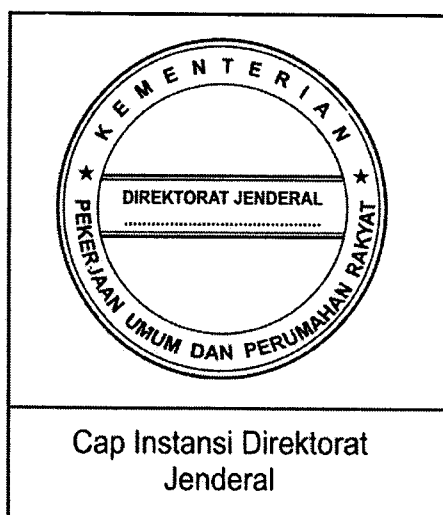 ★ KEMENTERIAN ★
DIREKTORAT JENDERAL
..........................................
PEKERJAAN UMUM DAN PERUMAHAN RAKYAT
Cap Instansi Direktorat
Jenderal